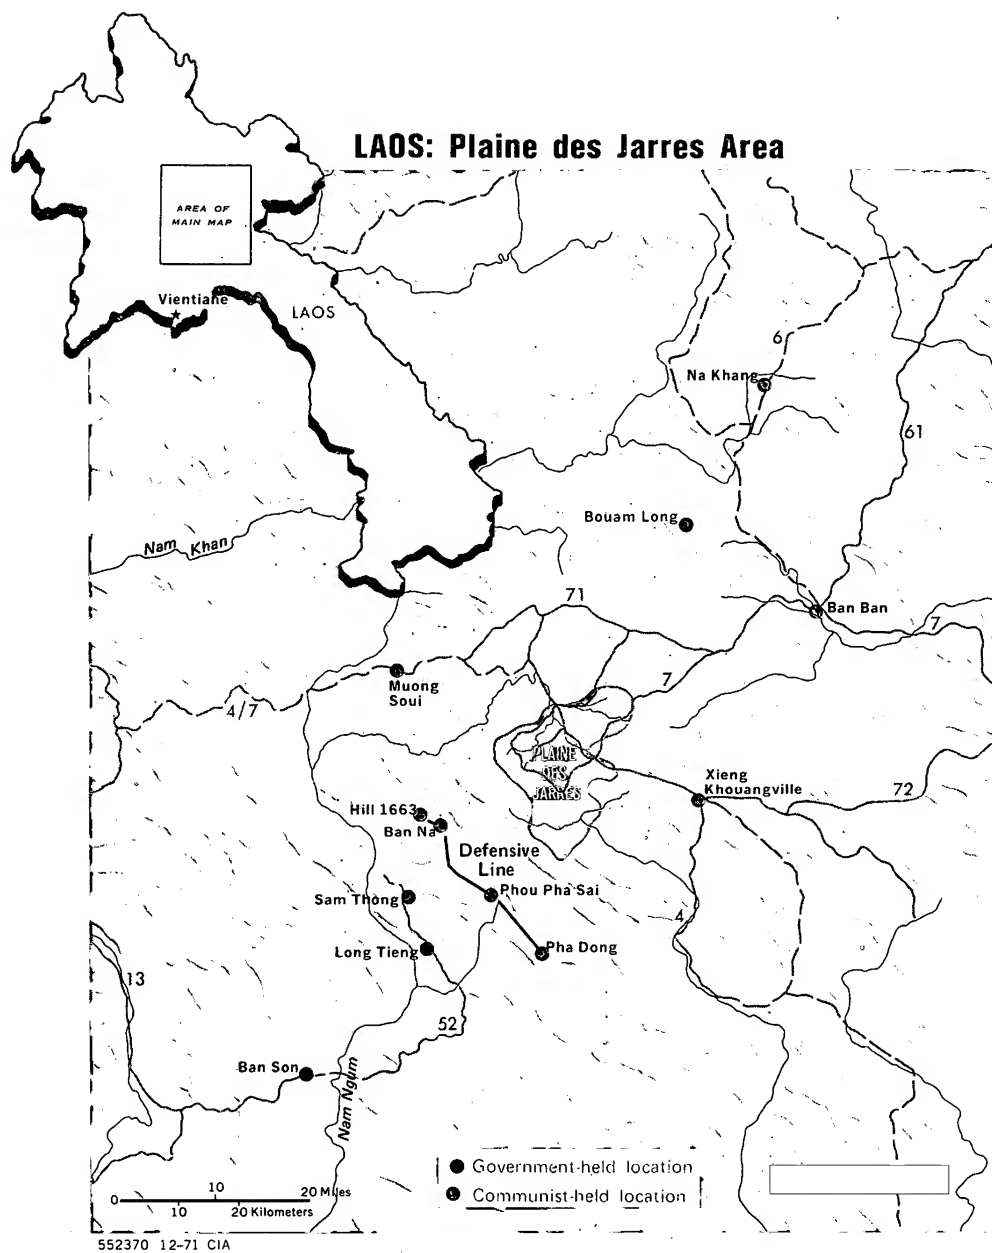 LAOS: Plaine des Jarres Area
AREA OF
MAIN MAP
Vientiane
LAOS
6
Na Khang
61
Bouam Long
Nam Khan
71
Ban Ban
7
Muong
Soui
7
4/7
PLAINE
DES
JARRES
Xieng
Khouangville
72
Hill 1663
Ban Na
Defensive
Line
Sam Thong
Phou Pha Sai
4
Long Tieng
Pha Dong
13
52
Ban Son
Nam Ngum
Government-held location
Communist-held location
0 10 20 Miles
10 20 Kilometers
552370 12-71 CIA